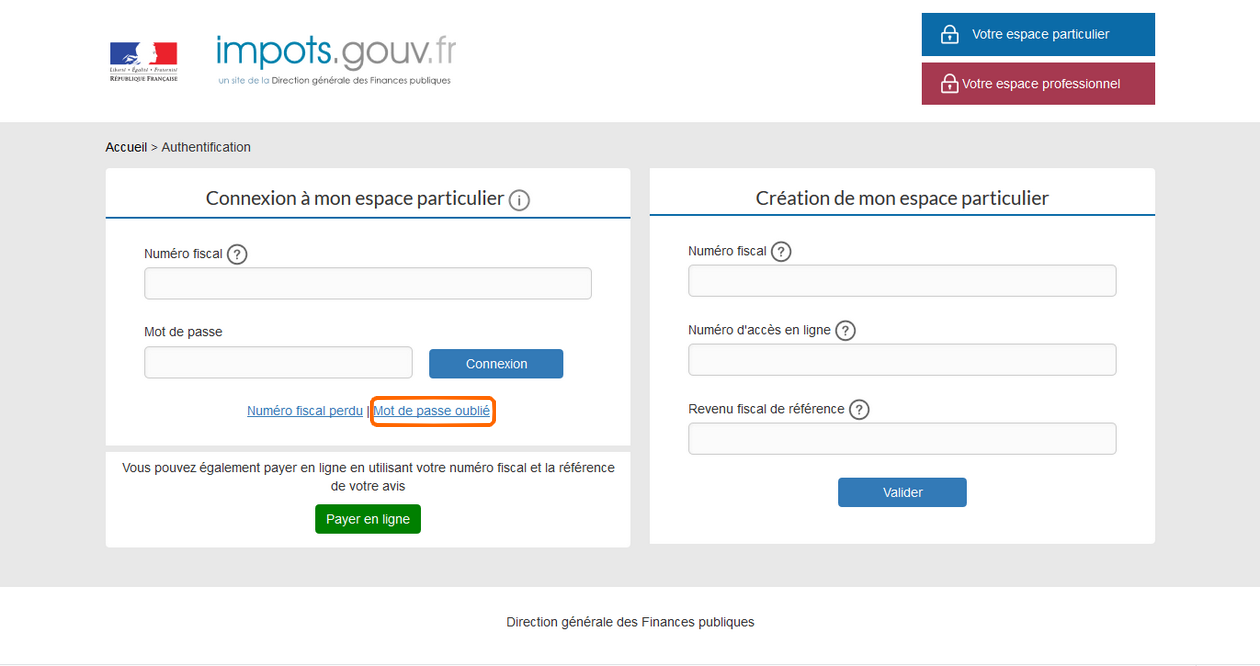 Liberté • Égalité • Fraternité
RÉPUBLIQUE FRANÇAISE
impots.gouv.fr
un site de la Direction générale des Finances publiques
Votre espace particulier
Votre espace professionnel
Accueil > Authentification
Connexion à mon espace particulier i
Numéro fiscal ?
Mot de passe
Connexion
Numéro fiscal perdu | Mot de passe oublié
Vous pouvez également payer en ligne en utilisant votre numéro fiscal et la référence
de votre avis
Payer en ligne
Création de mon espace particulier
Numéro fiscal ?
Numéro d'accès en ligne ?
Revenu fiscal de référence ?
Valider
Direction générale des Finances publiques